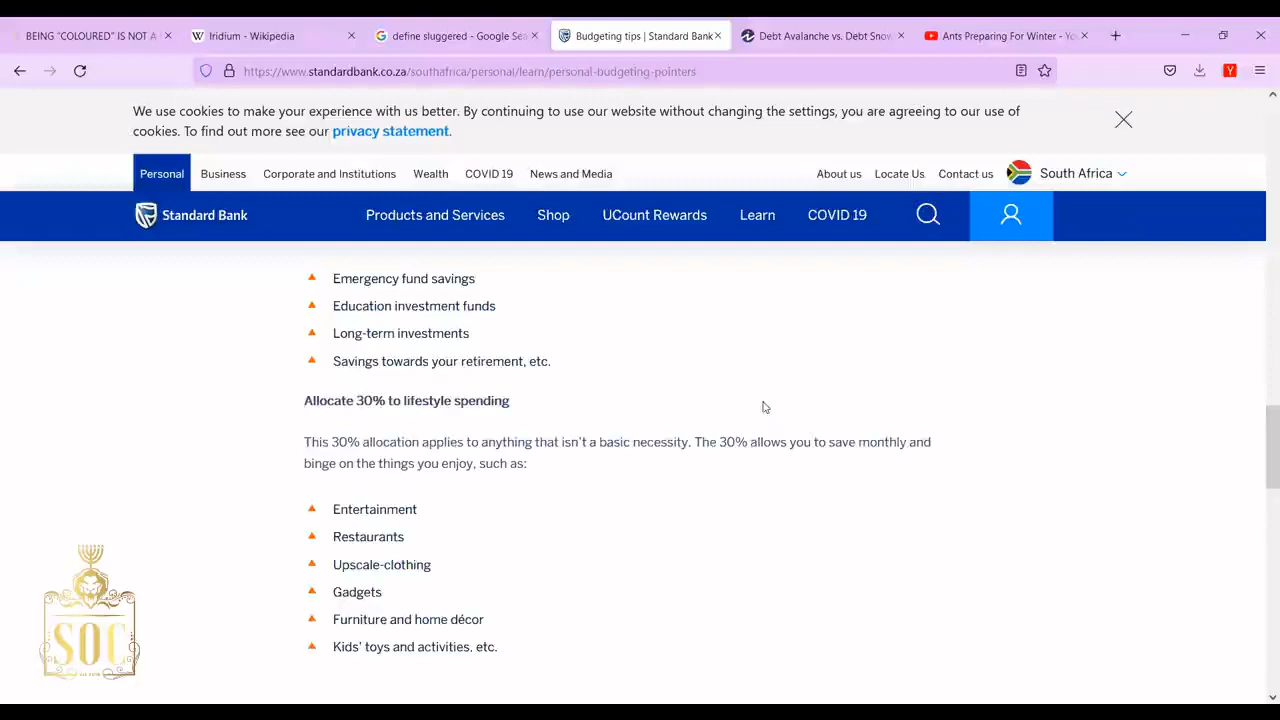 BEING "COLOURED" IS NOT A
Iridium - Wikipedia
define sluggered - Google Sea
Budgeting tips | Standard Bank
Debt Avalanche vs. Debt Snow
Ants Preparing For Winter - Yo
https://www.standardbank.co.za/southafrica/personal/learn/personal-budgeting-pointers
We use cookies to make your experience with us better. By continuing to use our website without changing the settings, you are agreeing to our use of
cookies. To find out more see our privacy statement.
Personal Business Corporate and Institutions Wealth COVID 19 News and Media About us Locate Us Contact us South Africa
Standard Bank Products and Services Shop UCount Rewards Learn COVID 19
Emergency fund savings
Education investment funds
Long-term investments
Savings towards your retirement, etc.
Allocate 30% to lifestyle spending
This 30% allocation applies to anything that isn't a basic necessity. The 30% allows you to save monthly and
binge on the things you enjoy, such as:
Entertainment
Restaurants
Upscale-clothing
Gadgets
Furniture and home décor
Kids' toys and activities, etc.
SOC